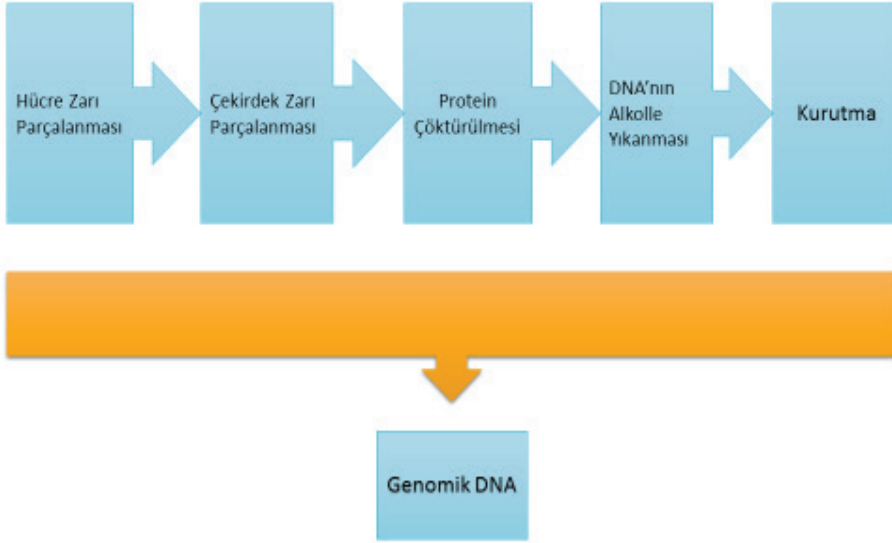 Hücre Zarı
Parçalanması
Çekirdek Zarı
Parçalanması
Protein
Çöktürülmesi
DNA'nın
Alkolle
Yıkanması
Kurutma
Genomik DNA